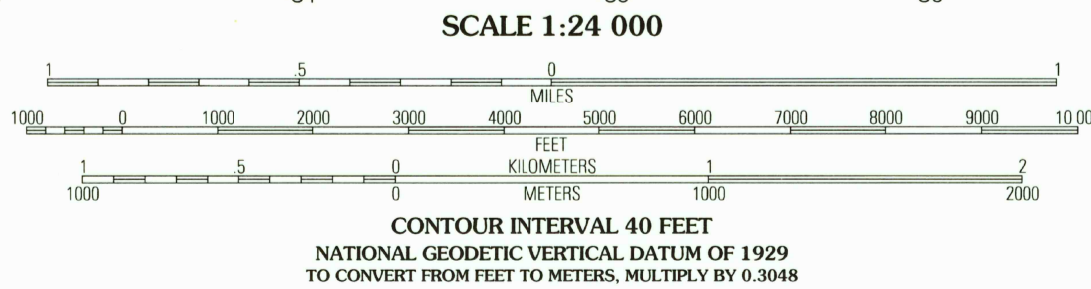 SCALE 1:24 000
1 .5 0 1
MILES
1000 0 1000 2000 3000 4000 5000 6000 7000 8000 9000 10 00
FEET
1 .5 0 KILOMETERS 1 2
1000 0 METERS 1000 2000
CONTOUR INTERVAL 40 FEET
NATIONAL GEODETIC VERTICAL DATUM OF 1929
TO CONVERT FROM FEET TO METERS, MULTIPLY BY 0.3048